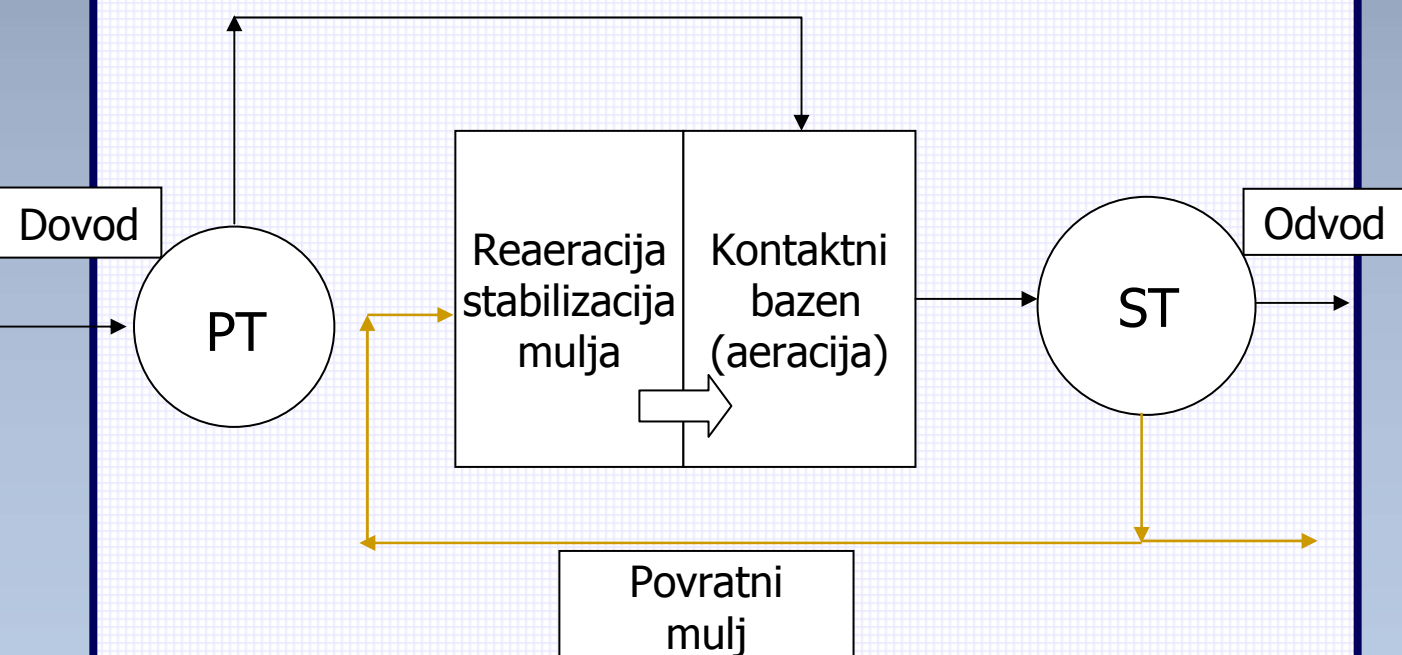 Dovod
PT
Reaeracija
stabilizacija
mulja
Kontaktni
bazen
(aeracija)
ST
Odvod
Povratni
mulj